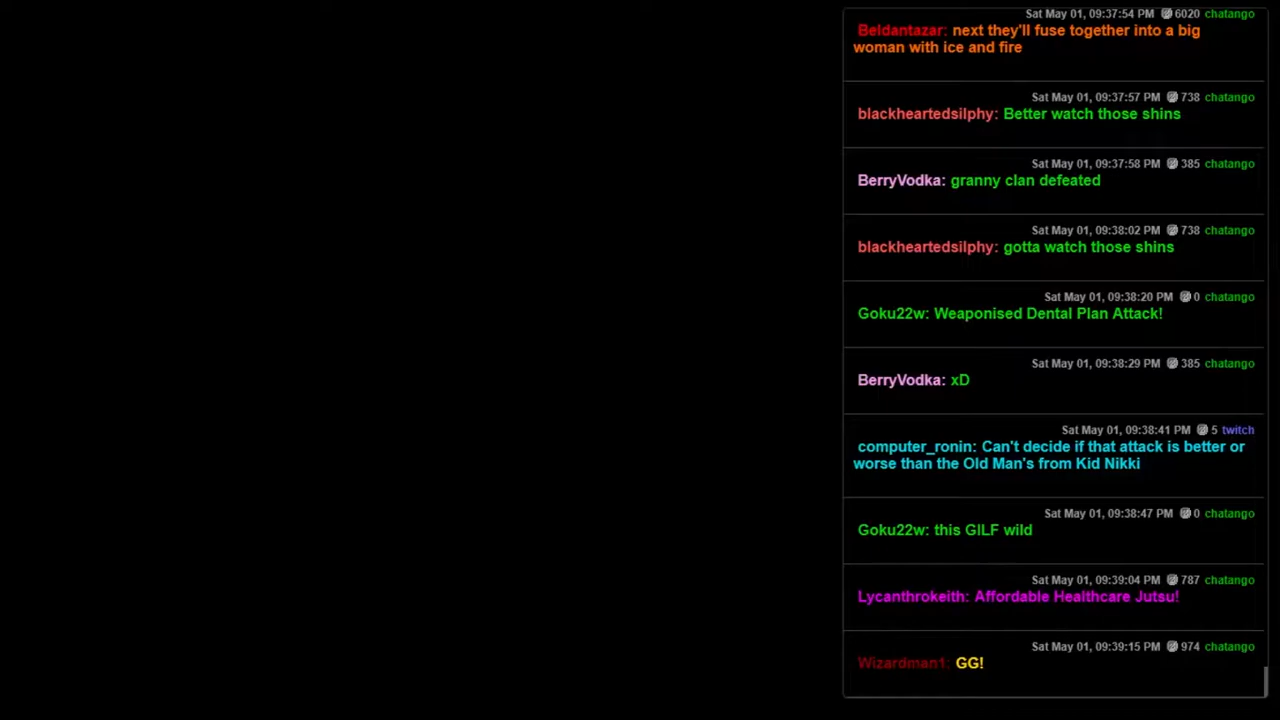 Sat May 01, 09:37:54 PM 6020 chatango
Beldantazar: next they'll fuse together into a big
woman with ice and fire
Sat May 01, 09:37:57 PM 738 chatango
blackheartedsilphy: Better watch those shins
Sat May 01, 09:37:58 PM 385 chatango
BerryVodka: granny clan defeated
Sat May 01, 09:38:02 PM 738 chatango
blackheartedsilphy: gotta watch those shins
Sat May 01, 09:38:20 PM 0 chatango
Goku22w: Weaponised Dental Plan Attack!
Sat May 01, 09:38:29 PM 385 chatango
BerryVodka: xD
Sat May 01, 09:38:41 PM 5 twitch
computer_ronin: Can't decide if that attack is better or
worse than the Old Man's from Kid Nikki
Sat May 01, 09:38:47 PM 0 chatango
Goku22w: this GILF wild
Sat May 01, 09:39:04 PM 787 chatango
Lycanthrokeith: Affordable Healthcare Jutsu!
Sat May 01, 09:39:15 PM 974 chatango
Wizardman1: GG!